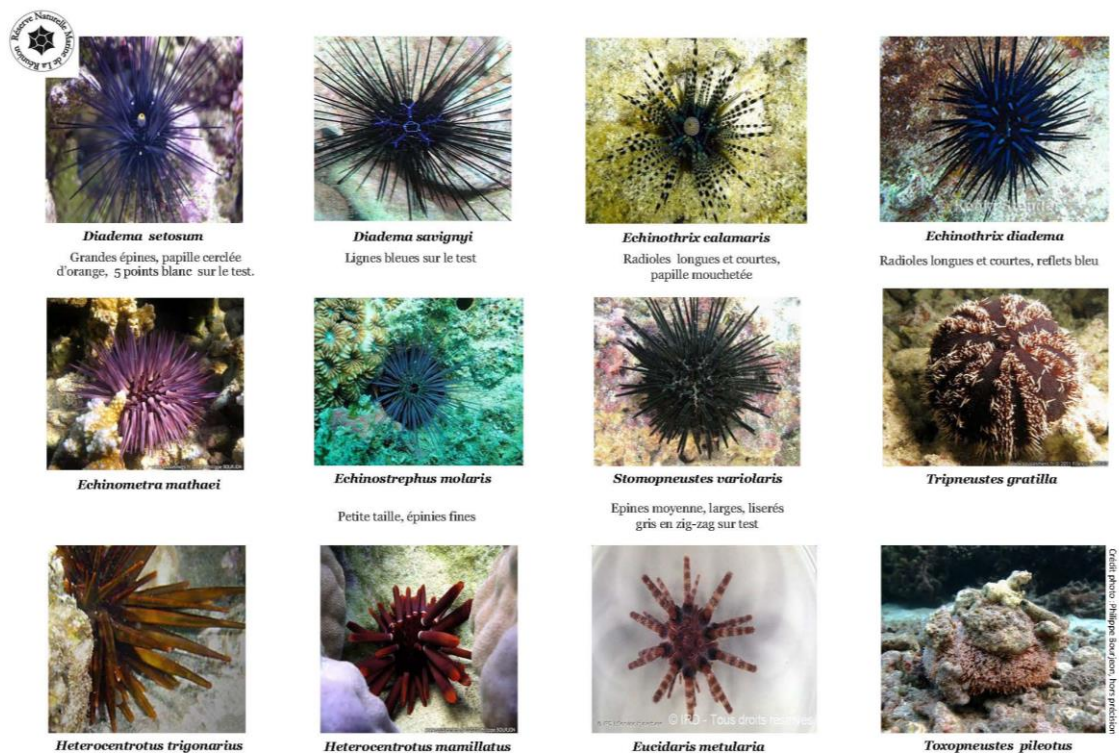 Réserve Naturelle Marine de La Réunion
Diadema setosum
Grandes épines, papille cerclée
d'orange, 5 points blanc sur le test.
Diadema savignyi
Lignes bleues sur le test
Echinothrix calamaris
Radioles longues et courtes,
papille mouchetée
Echinothrix diadema
Radioles longues et courtes, reflets bleu
Echinometra mathaei
Echinostrephus molaris
Petite taille, épinies fines
Stomopneustes variolaris
Epines moyenne, larges, liserés
gris en zig-zag sur test
Tripneustes gratilla
Heterocentrotus trigonarius
Heterocentrotus mamillatus
© IRD - Tous droits réservés
Eucidaris metularia
Toxopneustes pileotus
Crédit photo : Philippe Bourjon, hors précision